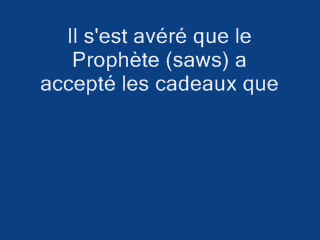 Il s'est avéré que le
Prophète (saws) a
accepté les cadeaux que